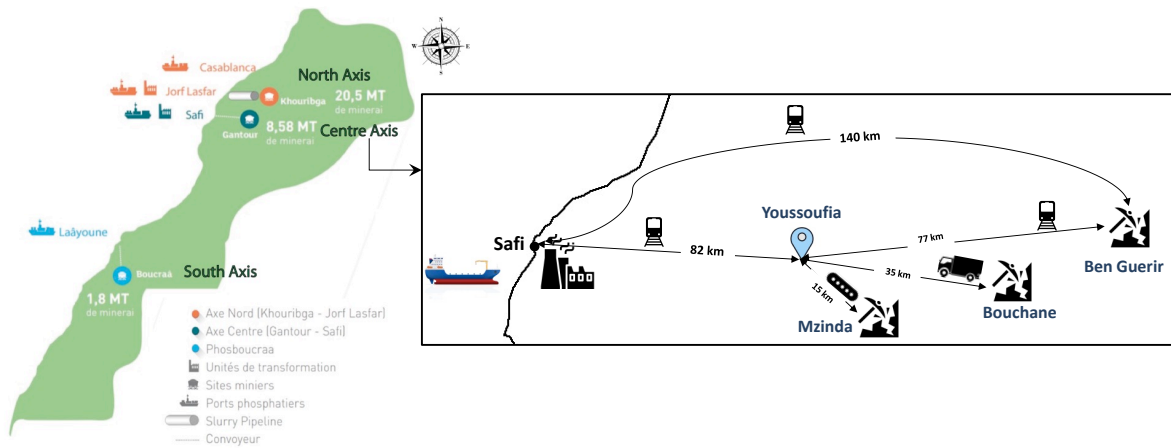 N
W
E
S
Casablanca
North Axis
Jorf Lasfar
Khouribga
20,5 MT
de minerai
Safi
Gantour
8,58 MT
de minerai
Centre Axis
Laâyoune
Boucraâ
South Axis
1,8 MT
de minerai
Axe Nord (Khouribga - Jorf Lasfar)
Axe Centre (Gantour - Safi)
Phosboucraa
Unités de transformation
Sites miniers
Ports phosphatiers
Slurry Pipeline
Convoyeur
140 km
Youssoufia
Safi
82 km
77 km
Ben Guerir
35 km
Bouchane
15 km
Mzinda